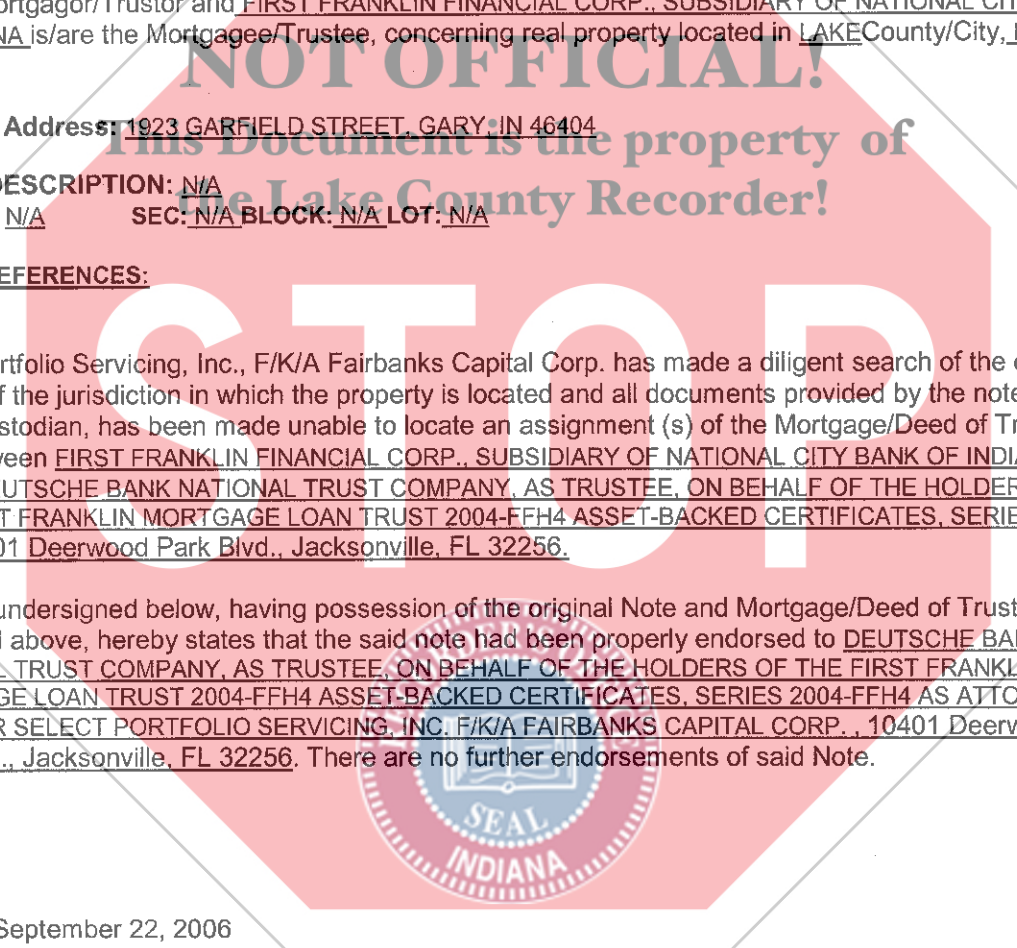 ortgagor/Trustor and FIRST FRANKLIN FINANCIAL CORP., SUBSIDIARY OF NATIONAL CIT
NA is/are the Mortgagee/Trustee, concerning real property located in LAKECounty/City,
NOT OFFICIAL!
Address: 1923 GARFIELD STREET, GARY, IN 46404
This Document is the property of
ESCRIPTION: N/A
the Lake County Recorder!
N/A SEC: N/A BLOCK: N/A LOT: N/A
EFERENCES:
STOP
rtfolio Servicing, Inc., F/K/A Fairbanks Capital Corp. has made a diligent search of the
f the jurisdiction in which the property is located and all documents provided by the note
stodian, has been made unable to locate an assignment (s) of the Mortgage/Deed of Tr
veen FIRST FRANKLIN FINANCIAL CORP., SUBSIDIARY OF NATIONAL CITY BANK OF INDIA
UTSCHE BANK NATIONAL TRUST COMPANY, AS TRUSTEE, ON BEHALF OF THE HOLDER
T FRANKLIN MORTGAGE LOAN TRUST 2004-FFH4 ASSET-BACKED CERTIFICATES, SERIE
01 Deerwood Park Blvd., Jacksonville, FL 32256.
undersigned below, having possession of the original Note and Mortgage/Deed of Trust
d above, hereby states that the said note had been properly endorsed to DEUTSCHE BA
TRUST COMPANY, AS TRUSTEE, ON BEHALF OF THE HOLDERS OF THE FIRST FRANKL
GE LOAN TRUST 2004-FFH4 ASSET-BACKED CERTIFICATES, SERIES 2004-FFH4 AS ATTO
R SELECT PORTFOLIO SERVICING, INC. F/K/A FAIRBANKS CAPITAL CORP. , 10401 Deerw
., Jacksonville, FL 32256. There are no further endorsements of said Note.
SEAL
INDIANA
September 22, 2006